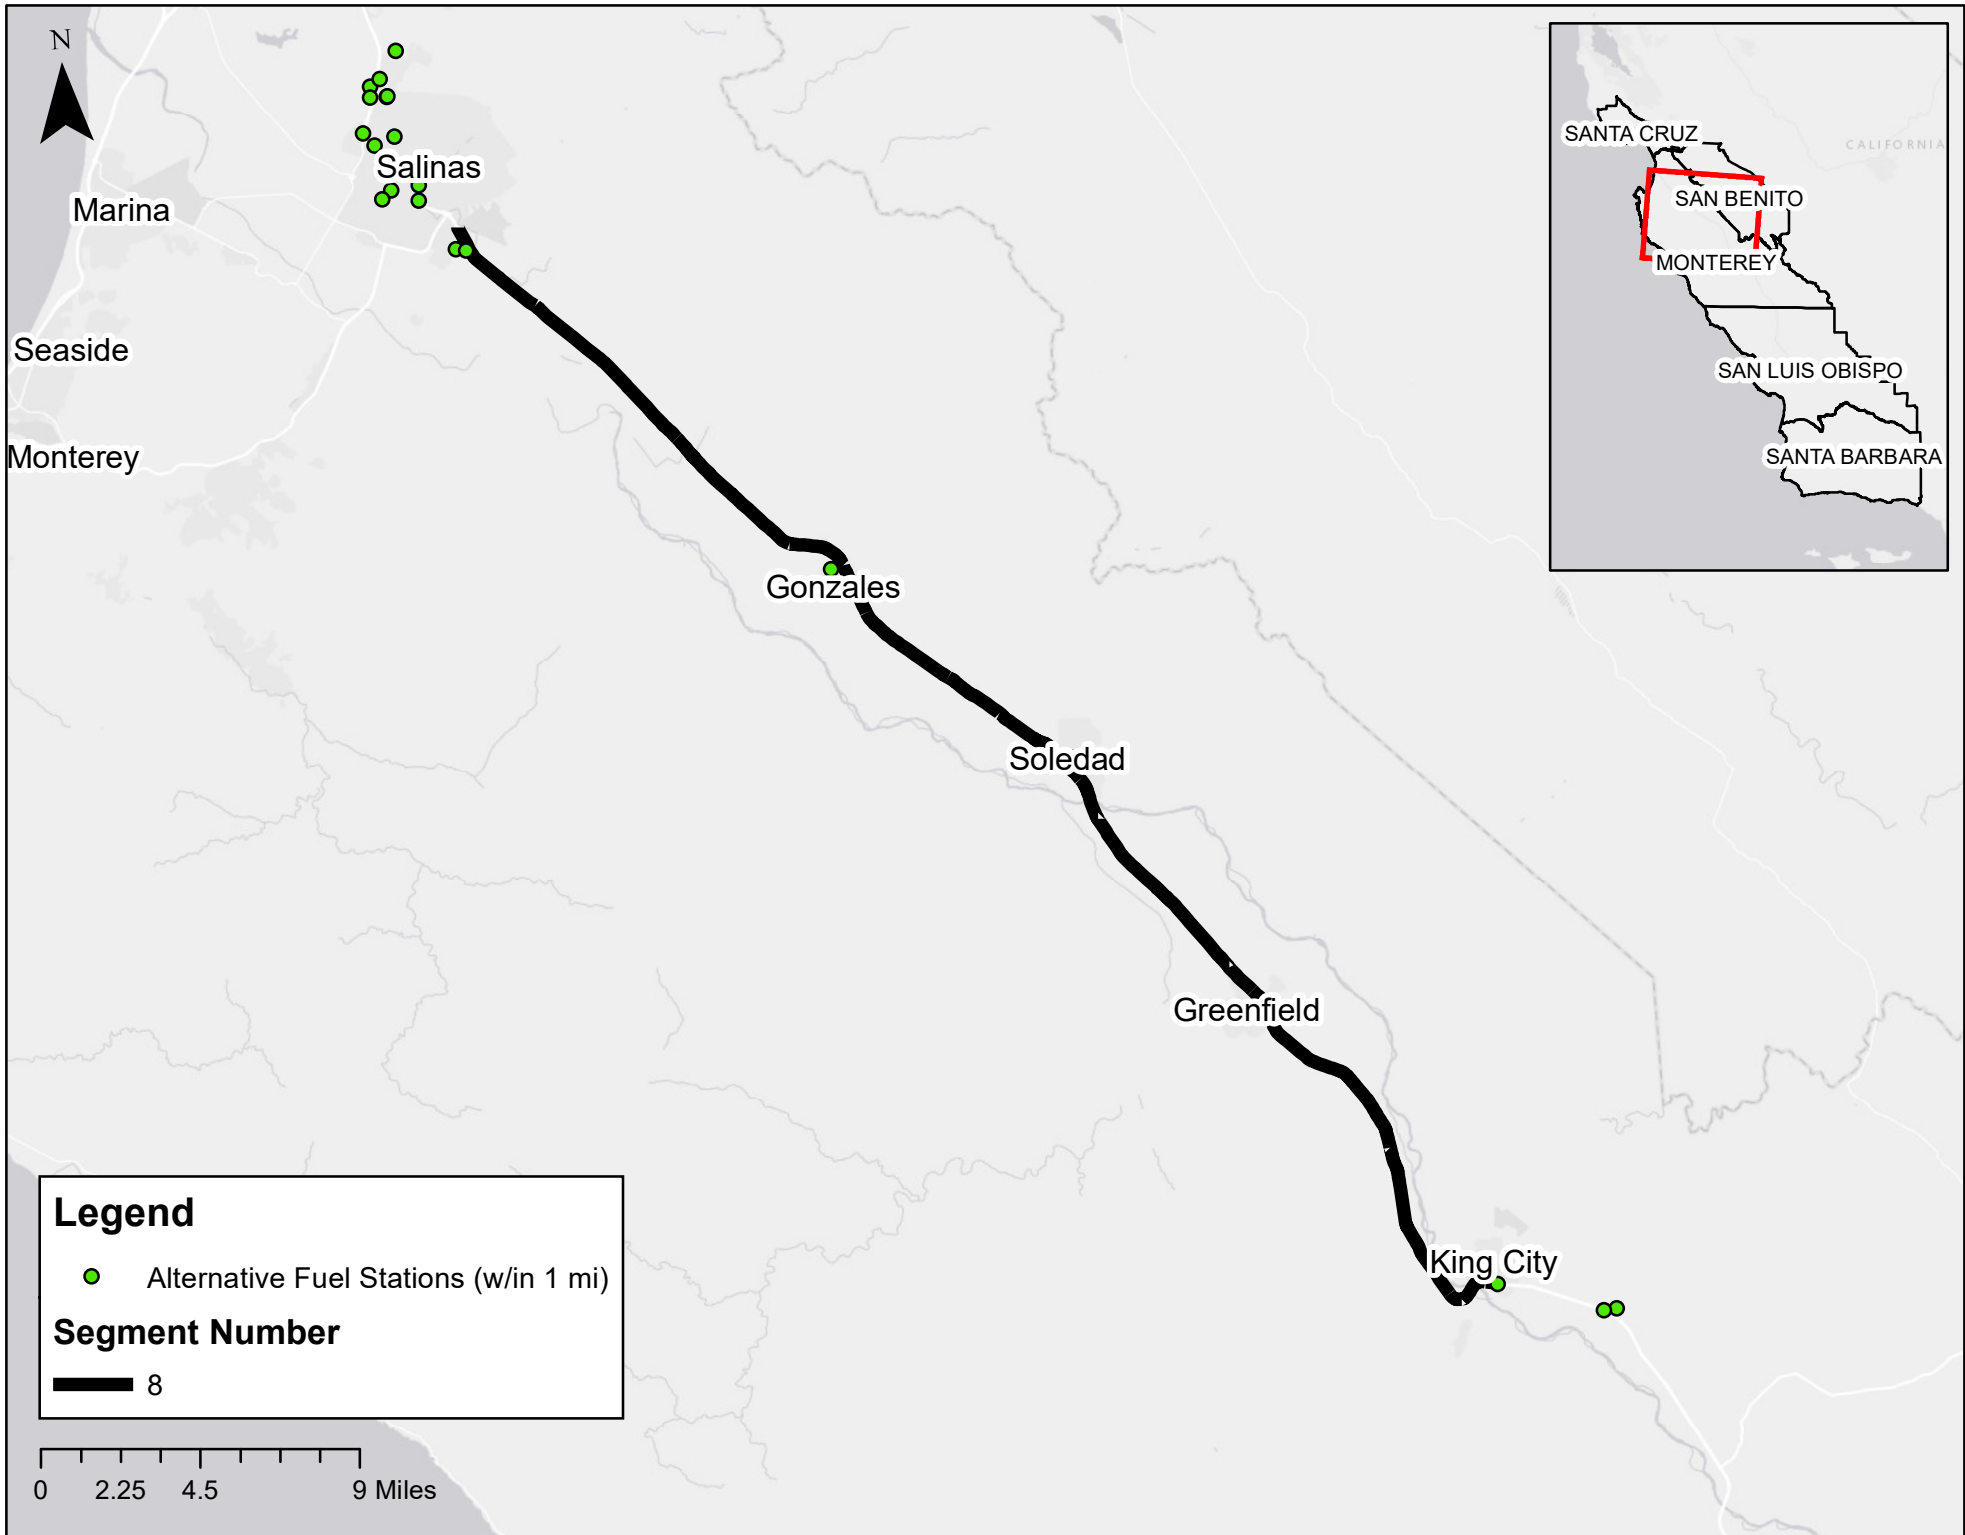 N
Salinas
Marina
Seaside
Monterey
Gonzales
Soledad
Greenfield
King City
SANTA CRUZ
CALIFORNIA
SAN BENITO
MONTEREY
SAN LUIS OBISPO
SANTA BARBARA
Legend
Alternative Fuel Stations (w/in 1 mi)
Segment Number
8
0 2.25 4.5 9 Miles